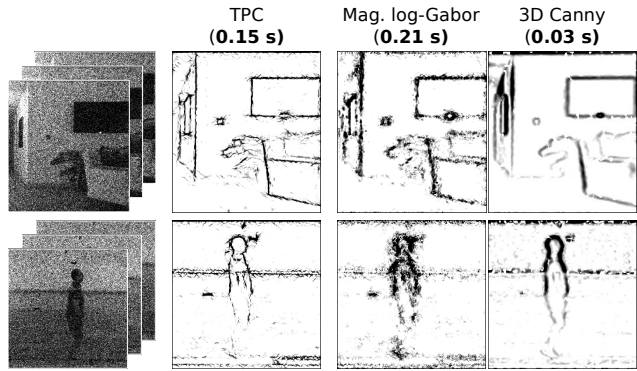 TPC
(0.15 s)
Mag. log-Gabor
(0.21 s)
3D Canny
(0.03 s)